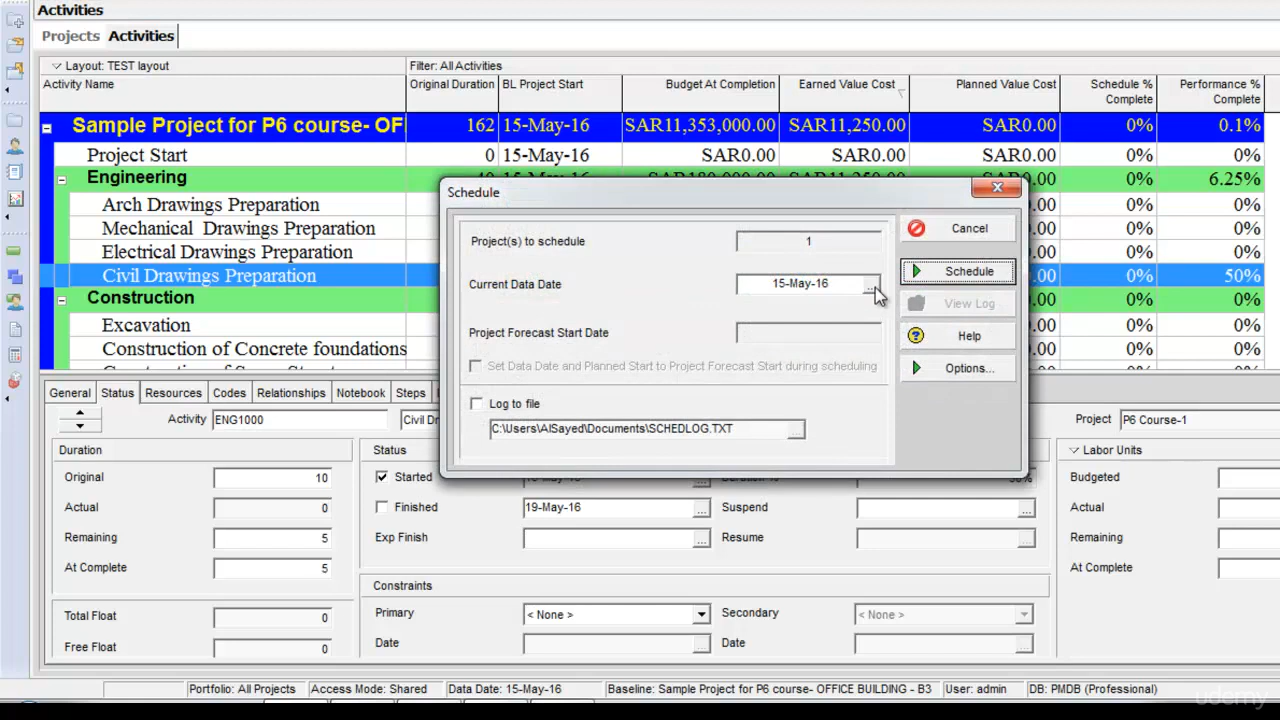 Activities
Projects Activities
Layout: TEST layout Filter: All Activities
Activity Name Original Duration BL Project Start Budget At Completion Earned Value Cost Planned Value Cost Schedule % Complete Performance % Complete
Sample Project for P6 course- OF 162 15-May-16 SAR11,353,000.00 SAR11,250.00 SAR0.00 0% 0.1%
Project Start 0 15-May-16 SAR0.00 SAR0.00 SAR0.00 0% 0%
Engineering .00 0% 6.25%
Arch Drawings Preparation .00 0% 0%
Mechanical Drawings Preparation .00 0% 0%
Electrical Drawings Preparation .00 0% 0%
Civil Drawings Preparation .00 0% 50%
Construction .00 0% 0%
Excavation .00 0% 0%
Construction of Concrete foundations .00 0% 0%
Schedule
Project(s) to schedule 1
Cancel
Current Data Date 15-May-16 ...
Schedule
View Log
Project Forecast Start Date
Help
Set Data Date and Planned Start to Project Forecast Start during scheduling
Options...
Log to file
C:\Users\AlSayed\Documents\SCHEDLOG.TXT ...
General Status Resources Codes Relationships Notebook Steps
Activity ENG1000 Civil Dr Project P6 Course-1
Duration Status Labor Units
Original 10 Started Budgeted
Actual 0 Finished 19-May-16 ... Suspend ... Actual
Remaining 5 Exp Finish ... Resume ... Remaining
At Complete 5 At Complete
Constraints
Total Float 0 Primary < None > Secondary < None >
Free Float 0 Date ... Date ...
Portfolio: All Projects Access Mode: Shared Data Date: 15-May-16 Baseline: Sample Project for P6 course- OFFICE BUILDING - B3 User: admin DB: PMDB (Professional)
udemy